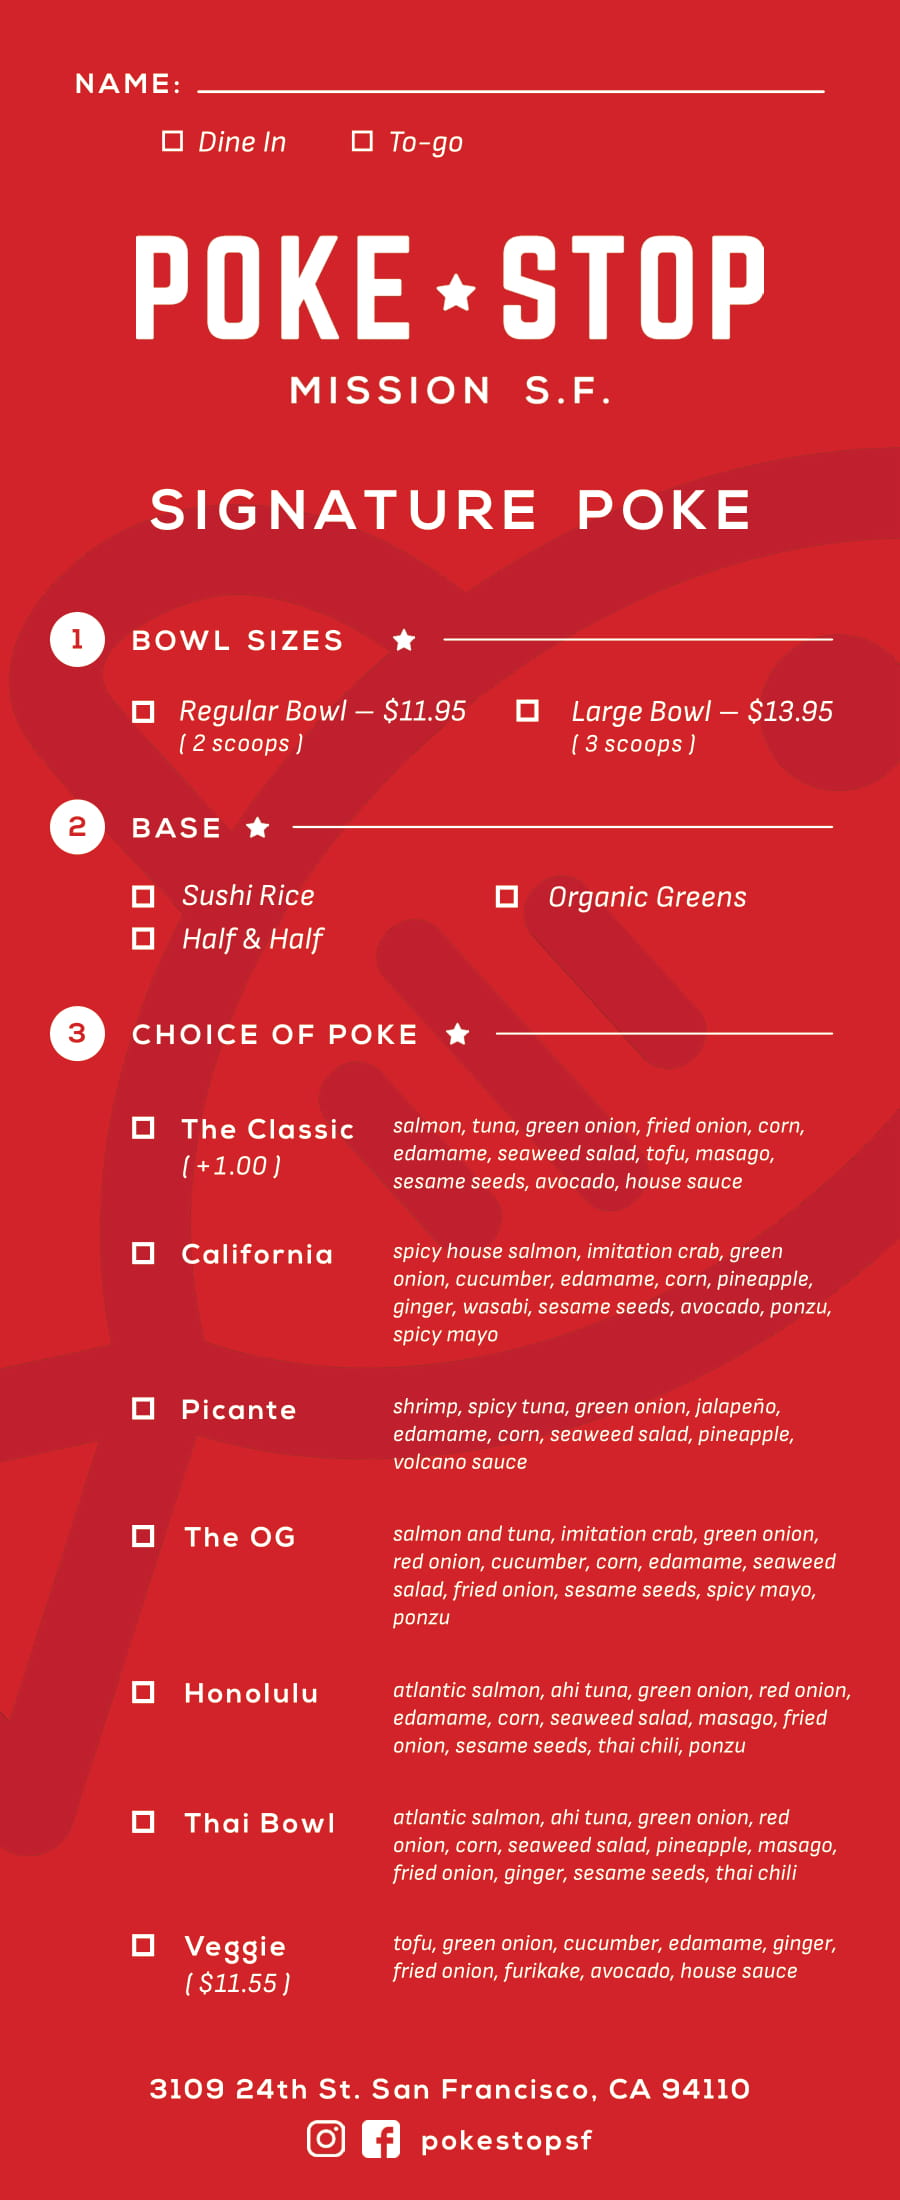 NAME:
Dine In To-go
POKE STOP
MISSION S.F.
SIGNATURE POKE
1 BOWL SIZES
Regular Bowl – $11.95 Large Bowl – $13.95
( 2 scoops ) ( 3 scoops )
2 BASE
Sushi Rice Organic Greens
Half & Half
3 CHOICE OF POKE
The Classic
( +1.00 )
salmon, tuna, green onion, fried onion, corn,
edamame, seaweed salad, tofu, masago,
sesame seeds, avocado, house sauce
California
spicy house salmon, imitation crab, green
onion, cucumber, edamame, corn, pineapple,
ginger, wasabi, sesame seeds, avocado, ponzu,
spicy mayo
Picante
shrimp, spicy tuna, green onion, jalapeño,
edamame, corn, seaweed salad, pineapple,
volcano sauce
The OG
salmon and tuna, imitation crab, green onion,
red onion, cucumber, corn, edamame, seaweed
salad, fried onion, sesame seeds, spicy mayo,
ponzu
Honolulu
atlantic salmon, ahi tuna, green onion, red onion,
edamame, corn, seaweed salad, masago, fried
onion, sesame seeds, thai chili, ponzu
Thai Bowl
atlantic salmon, ahi tuna, green onion, red
onion, corn, seaweed salad, pineapple, masago,
fried onion, ginger, sesame seeds, thai chili
Veggie
( $11.55 )
tofu, green onion, cucumber, edamame, ginger,
fried onion, furikake, avocado, house sauce
3109 24th St. San Francisco, CA 94110
pokestopsf